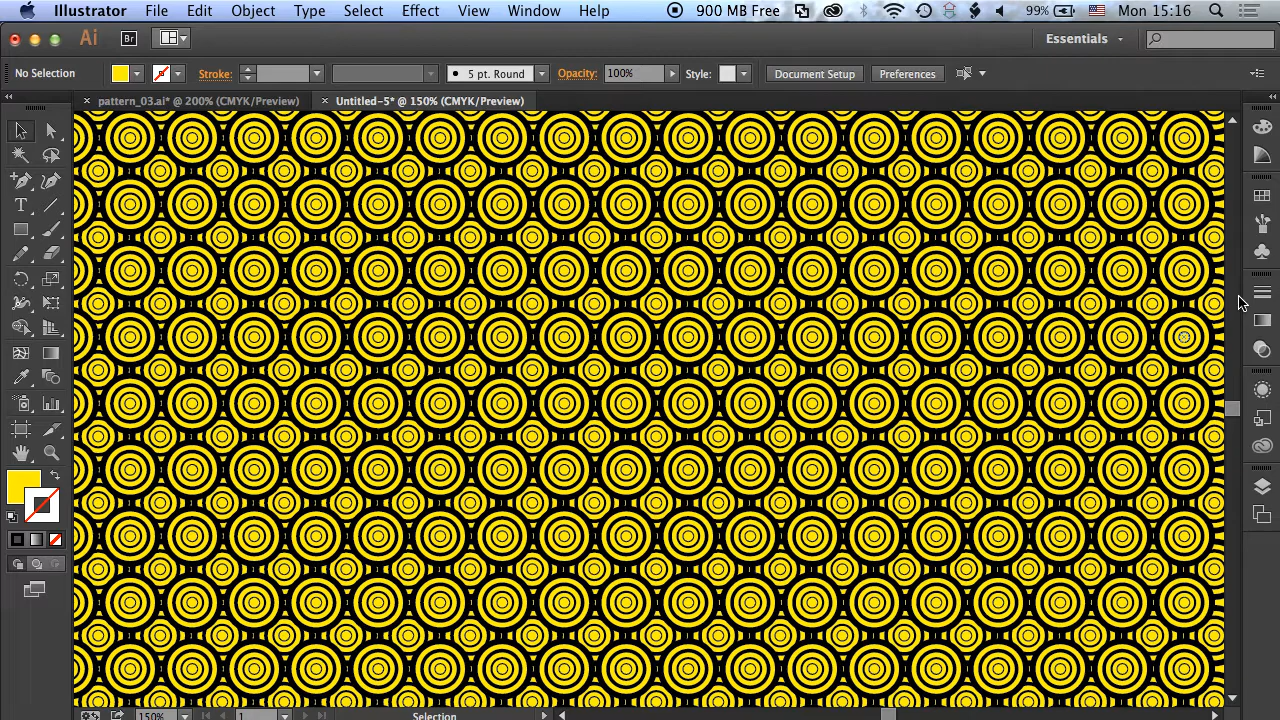 Illustrator File Edit Object Type Select Effect View Window Help 900 MB Free 99% Mon 15:16
Ai Br Essentials
No Selection Stroke: 5 pt. Round Opacity: 100% Style: Document Setup Preferences
× pattern_03.ai* @ 200% (CMYK/Preview) × Untitled-5* @ 150% (CMYK/Preview)
T
150% 1 Selection